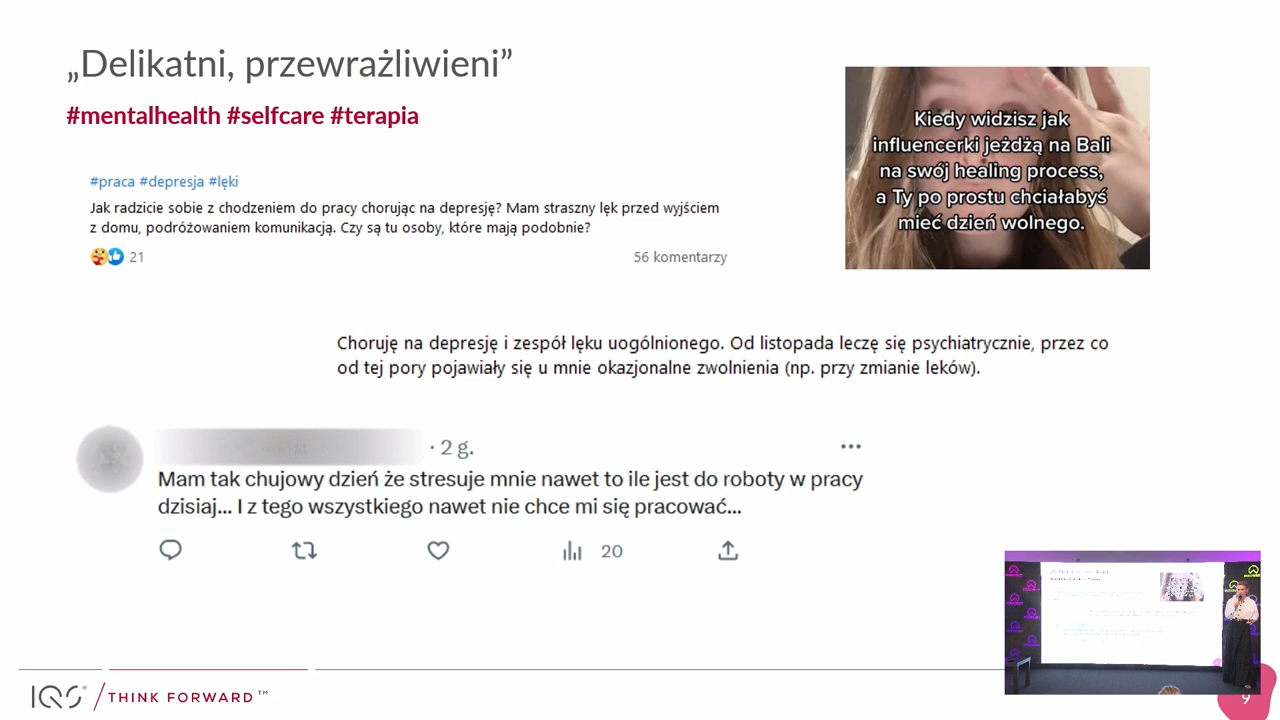 „Delikatni, przewrażliwieni”
#mentalhealth #selfcare #terapia
Kiedy widzisz jak
influencerki jeżdżą na Bali
na swój healing process,
a Ty po prostu chciałabyś
mieć dzień wolnego.
#praca #depresja #lęki
Jak radzicie sobie z chodzeniem do pracy chorując na depresję? Mam straszny lęk przed wyjściem
z domu, podróżowaniem komunikacją. Czy są tu osoby, które mają podobnie?
21
56 komentarzy
Choruję na depresję i zespół lęku uogólnionego. Od listopada leczę się psychiatrycznie, przez co
od tej pory pojawiały się u mnie okazjonalne zwolnienia (np. przy zmianie leków).
· 2 g.
Mam tak chujowy dzień że stresuje mnie nawet to ile jest do roboty w pracy
dzisiaj... I z tego wszystkiego nawet nie chce mi się pracować...
20
IQS THINK FORWARD™
9